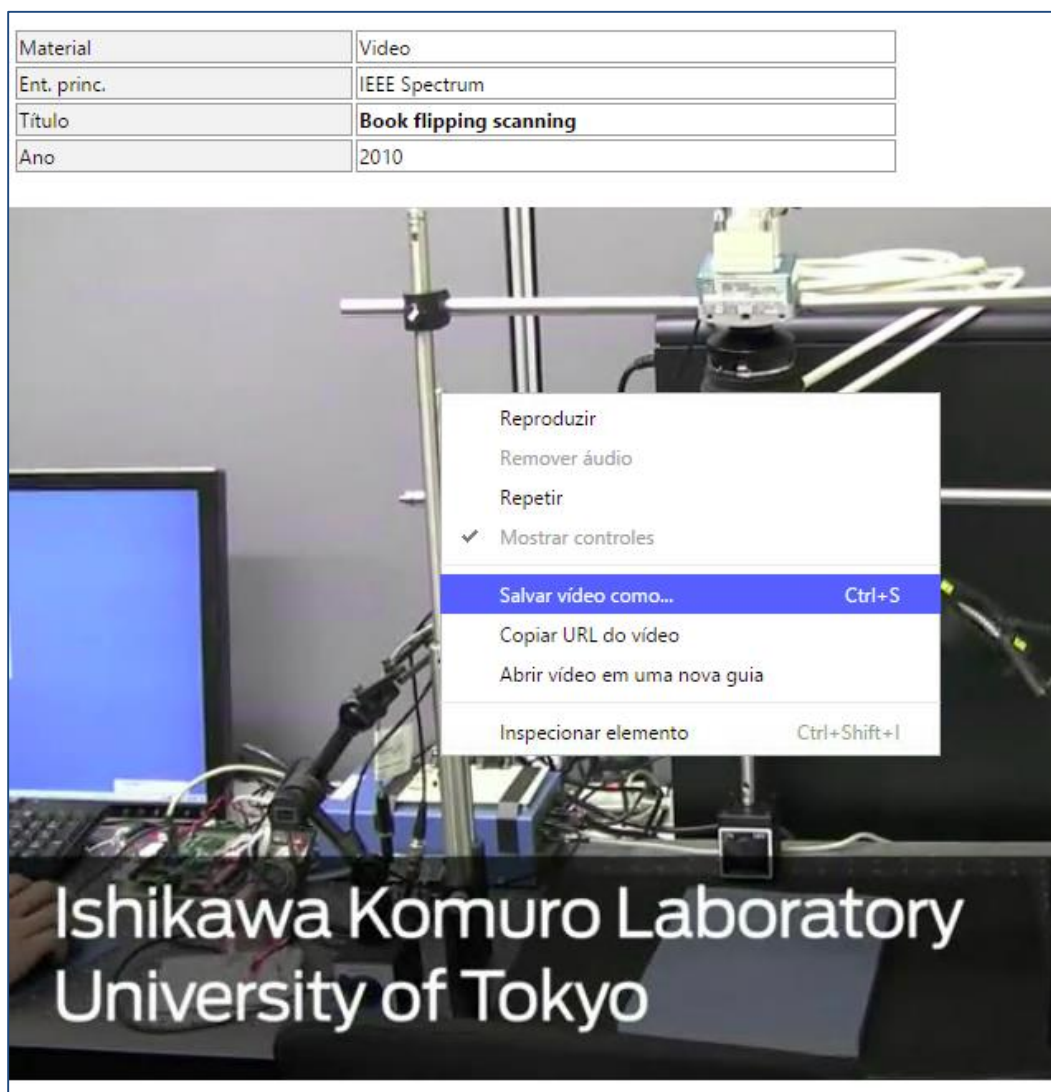 Material Video
Ent. princ. IEEE Spectrum
Título Book flipping scanning
Ano 2010
Reproduzir
Remover áudio
Repetir
✔ Mostrar controles
Salvar vídeo como... Ctrl+S
Copiar URL do vídeo
Abrir vídeo em uma nova guia
Inspecionar elemento Ctrl+Shift+I
Ishikawa Komuro Laboratory
University of Tokyo